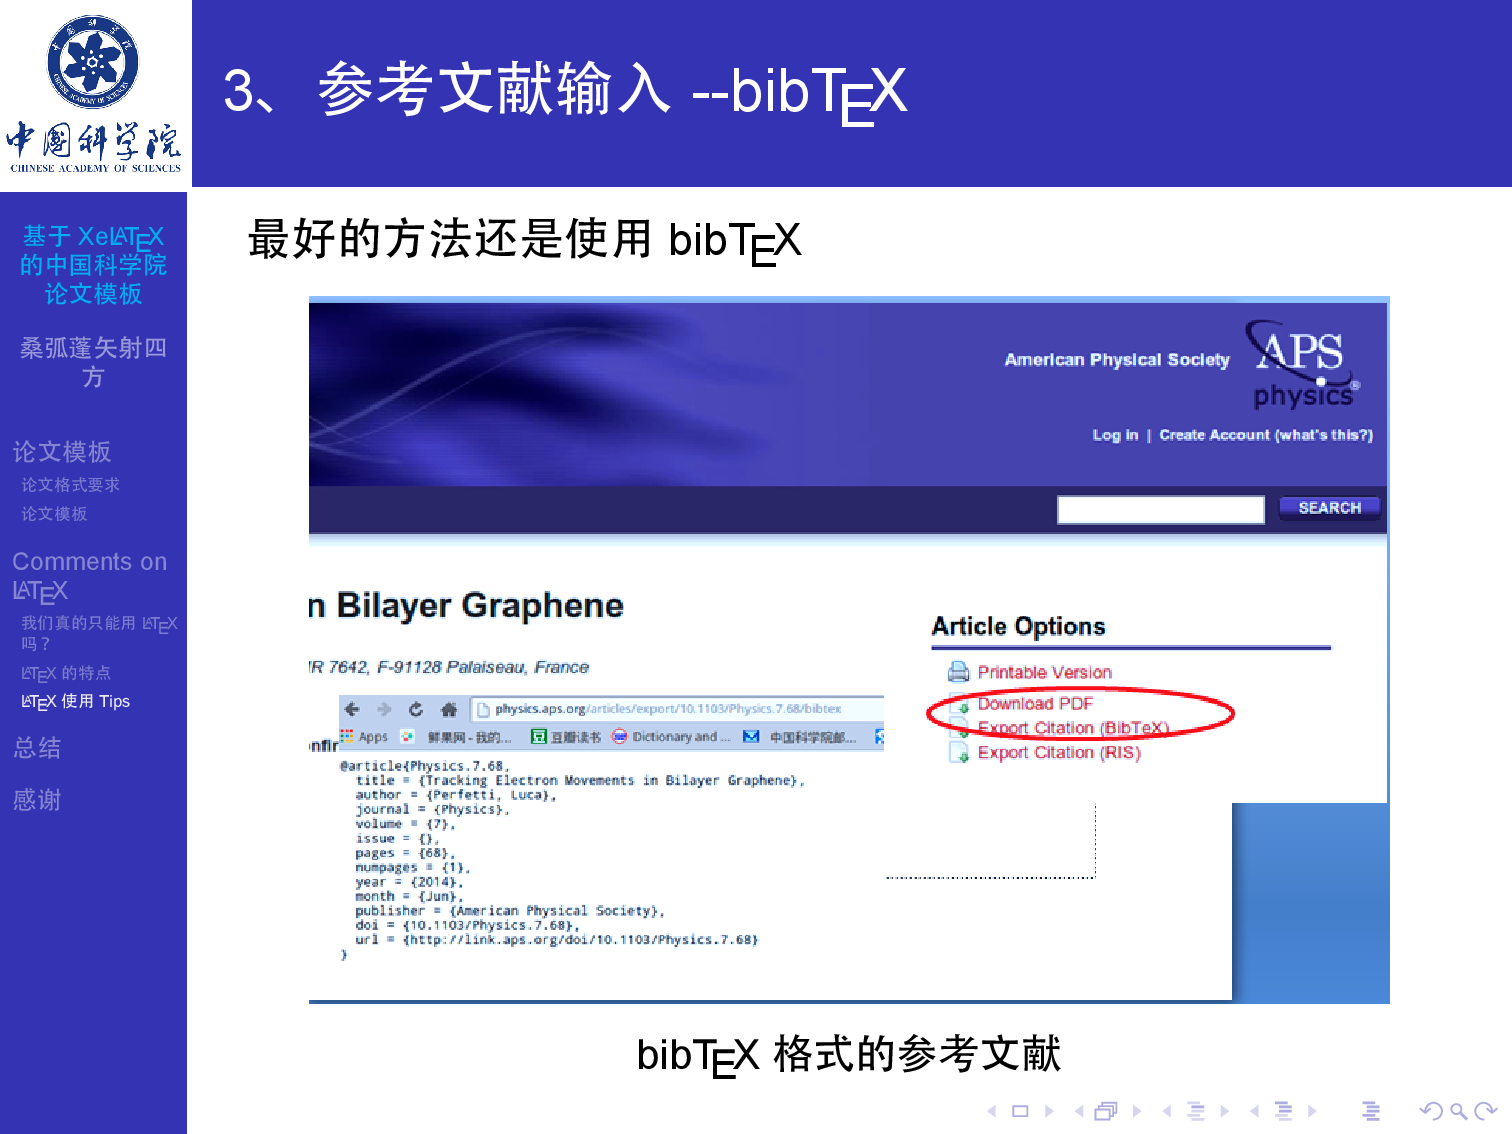 中国科学院
CHINESE ACADEMY OF SCIENCES
3、参考文献输入 --bibTEX
基于 XeLATEX
的中国科学院
论文模板
桑弧蓬矢射四
方
论文模板
论文格式要求
论文模板
Comments on
LATEX
我们真的只能用 LATEX
吗？
LATEX 的特点
LATEX 使用 Tips
总结
感谢
最好的方法还是使用 bibTEX
American Physical Society
APS
physics
Log in | Create Account (what's this?)
SEARCH
n Bilayer Graphene
IR 7642, F-91128 Palaiseau, France
Article Options
Printable Version
Download PDF
Export Citation (BibTeX)
Export Citation (RIS)
physics.aps.org/articles/export/10.1103/Physics.7.68/bibtex
onfir
Apps 鲜果网 - 我的... 豆瓣读书 Dictionary and ... 中国科学院邮...
@article{Physics.7.68,
title = {Tracking Electron Movements in Bilayer Graphene},
author = {Perfetti, Luca},
journal = {Physics},
volume = {7},
issue = {},
pages = {68},
numpages = {1},
year = {2014},
month = {Jun},
publisher = {American Physical Society},
doi = {10.1103/Physics.7.68},
url = {http://link.aps.org/doi/10.1103/Physics.7.68}
}
bibTEX 格式的参考文献